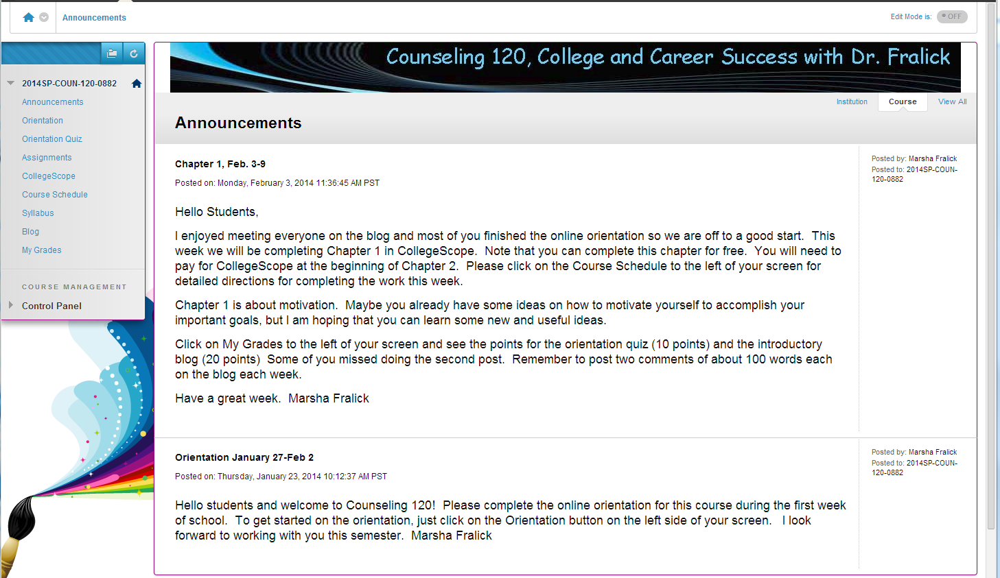 Announcements
Edit Mode is: OFF
Counseling 120, College and Career Success with Dr. Fralick
2014SP-COUN-120-0882
Announcements
Orientation
Orientation Quiz
Assignments
CollegeScope
Course Schedule
Syllabus
Blog
My Grades
COURSE MANAGEMENT
Control Panel
Institution Course View All
Announcements
Chapter 1, Feb. 3-9
Posted on: Monday, February 3, 2014 11:36:45 AM PST
Hello Students,
I enjoyed meeting everyone on the blog and most of you finished the online orientation so we are off to a good start.  This
week we will be completing Chapter 1 in CollegeScope.  Note that you can complete this chapter for free.  You will need to
pay for CollegeScope at the beginning of Chapter 2.  Please click on the Course Schedule to the left of your screen for
detailed directions for completing the work this week.
Chapter 1 is about motivation.  Maybe you already have some ideas on how to motivate yourself to accomplish your
important goals, but I am hoping that you can learn some new and useful ideas.
Click on My Grades to the left of your screen and see the points for the orientation quiz (10 points) and the introductory
blog (20 points)  Some of you missed doing the second post.  Remember to post two comments of about 100 words each
on the blog each week.
Have a great week.  Marsha Fralick
Posted by: Marsha Fralick
Posted to: 2014SP-COUN-
120-0882
Orientation January 27-Feb 2
Posted on: Thursday, January 23, 2014 10:12:37 AM PST
Hello students and welcome to Counseling 120!  Please complete the online orientation for this course during the first week
of school.  To get started on the orientation, just click on the Orientation button on the left side of your screen.   I look
forward to working with you this semester.  Marsha Fralick
Posted by: Marsha Fralick
Posted to: 2014SP-COUN-
120-0882